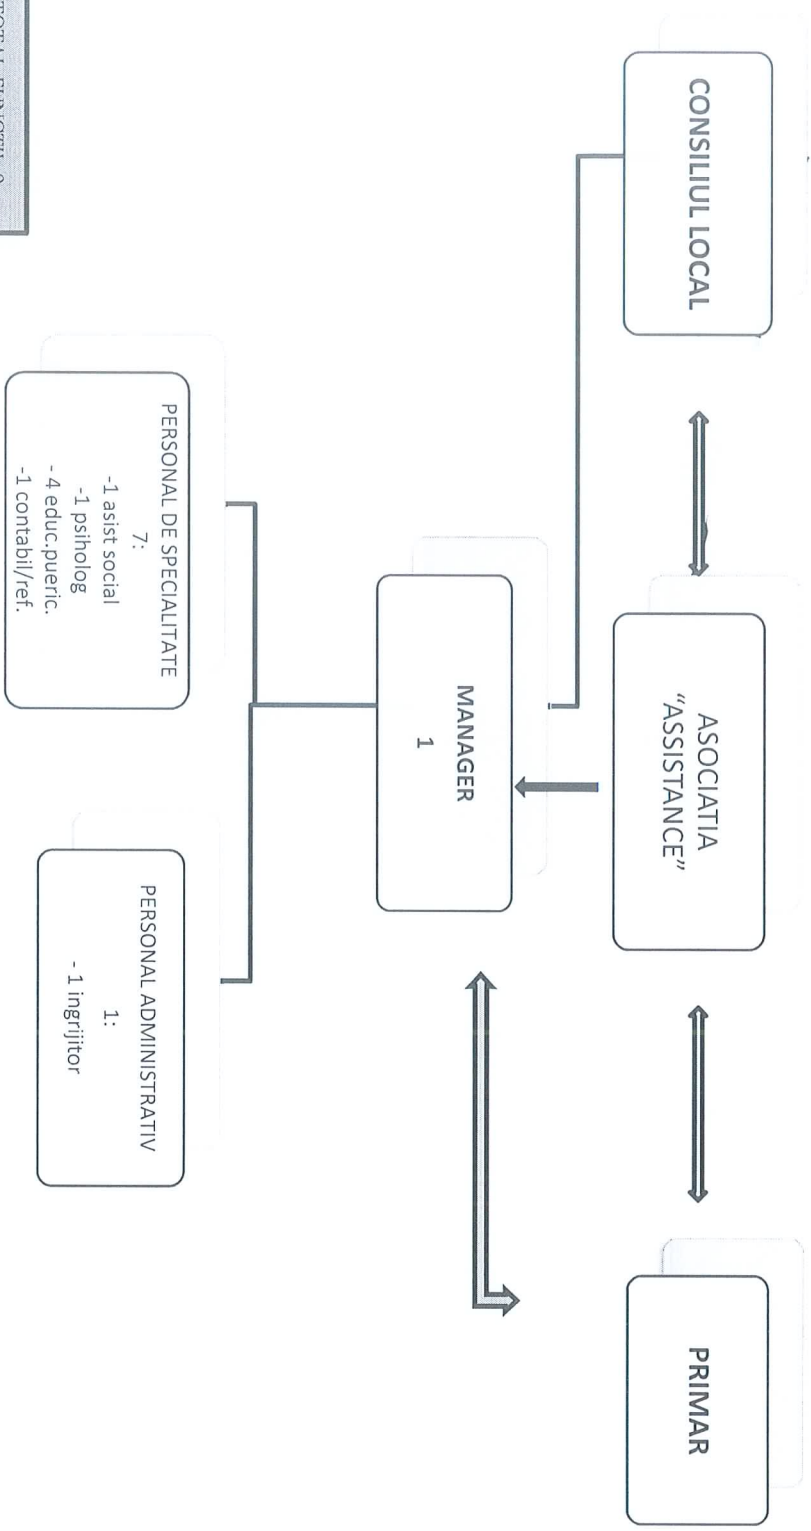 CONSILIUL LOCAL
ASOCIATIA
"ASSISTANCE"
PRIMAR
MANAGER
1
PERSONAL DE SPECIALITATE
7:
-1 asist social
-1 psiholog
- 4 educ.pueric.
-1 contabil/ref.
PERSONAL ADMINISTRATIV
1:
- 1 ingrijitor